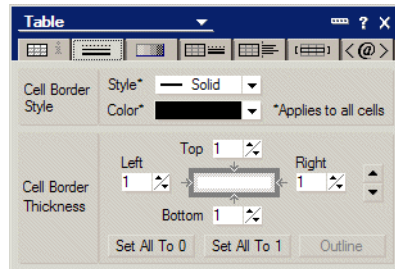 Table
? X
<@>
Cell Border Style
Style* Solid
Color* *Applies to all cells
Cell Border Thickness
Top 1
Left 1
Right 1
Bottom 1
Set All To 0 Set All To 1 Outline